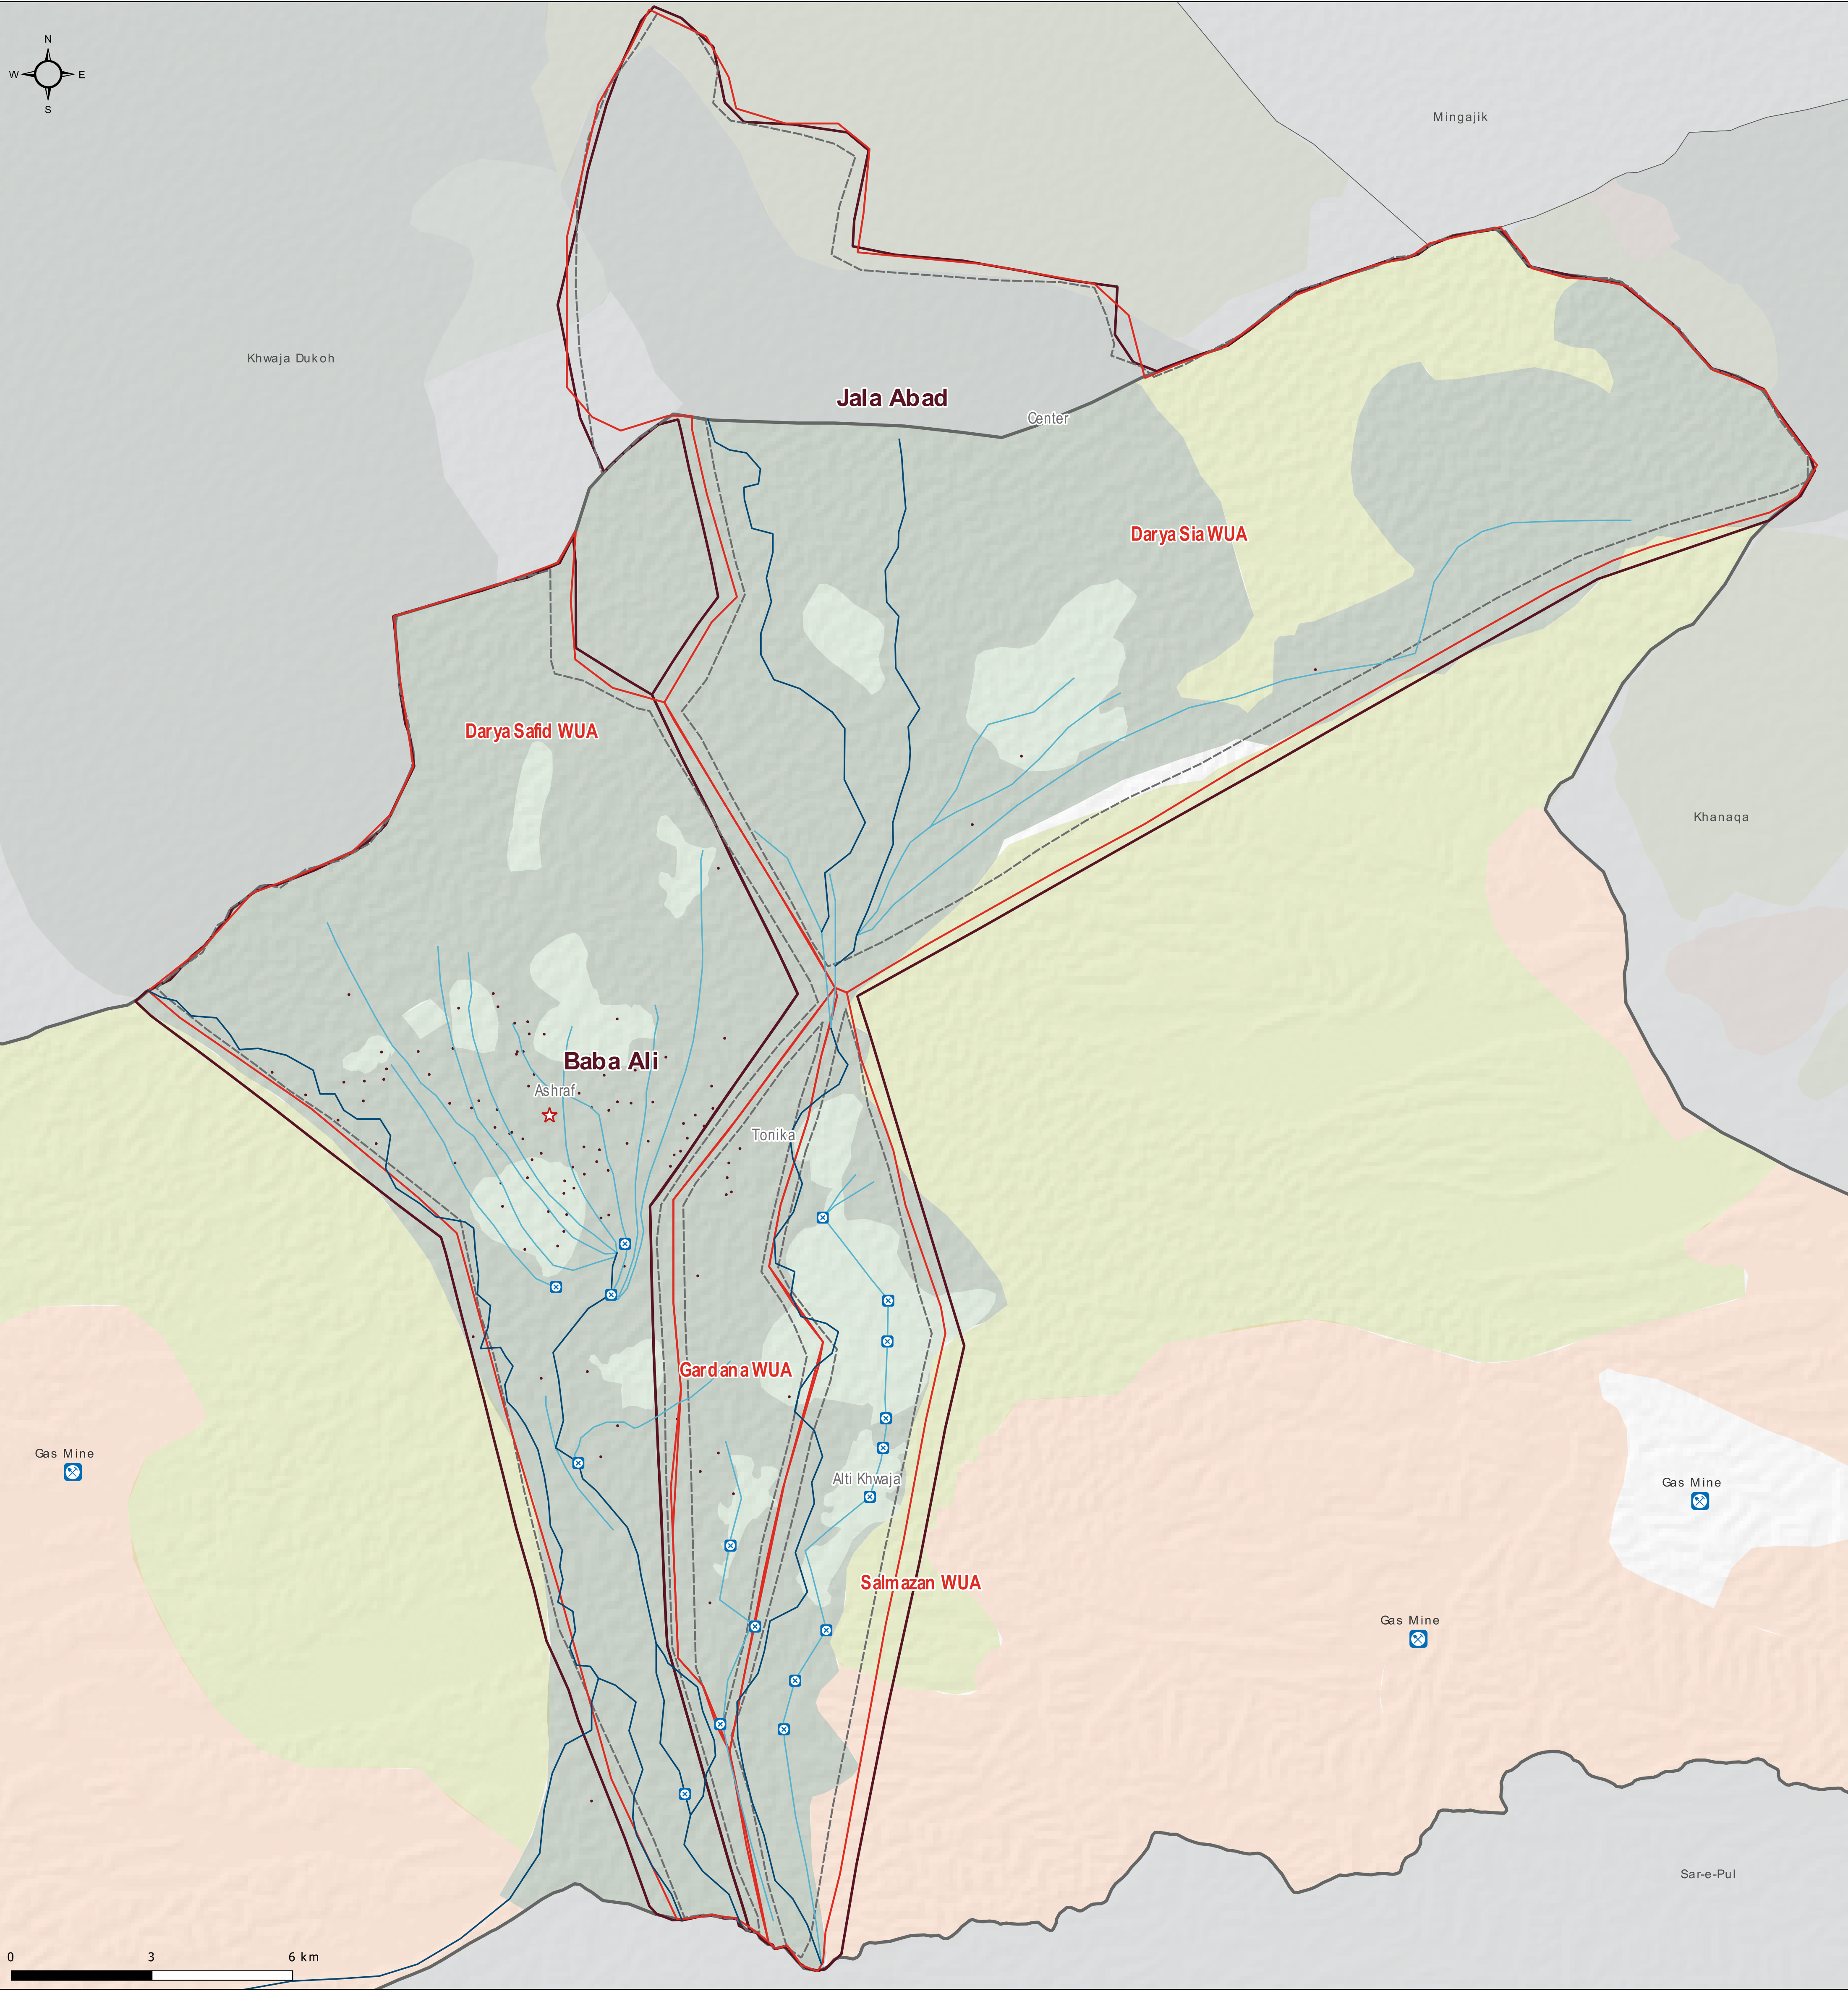 N
W E
S
Mingajik
Khwaja Dukoh
Jala Abad
Center
Darya Sia WUA
Darya Safid WUA
Khanaqa
Baba Ali
Ashraf
Tonika
Gardana WUA
Gas Mine
Alti Khwaja
Gas Mine
Salmazan WUA
Gas Mine
Sar-e-Pul
0 3 6 km